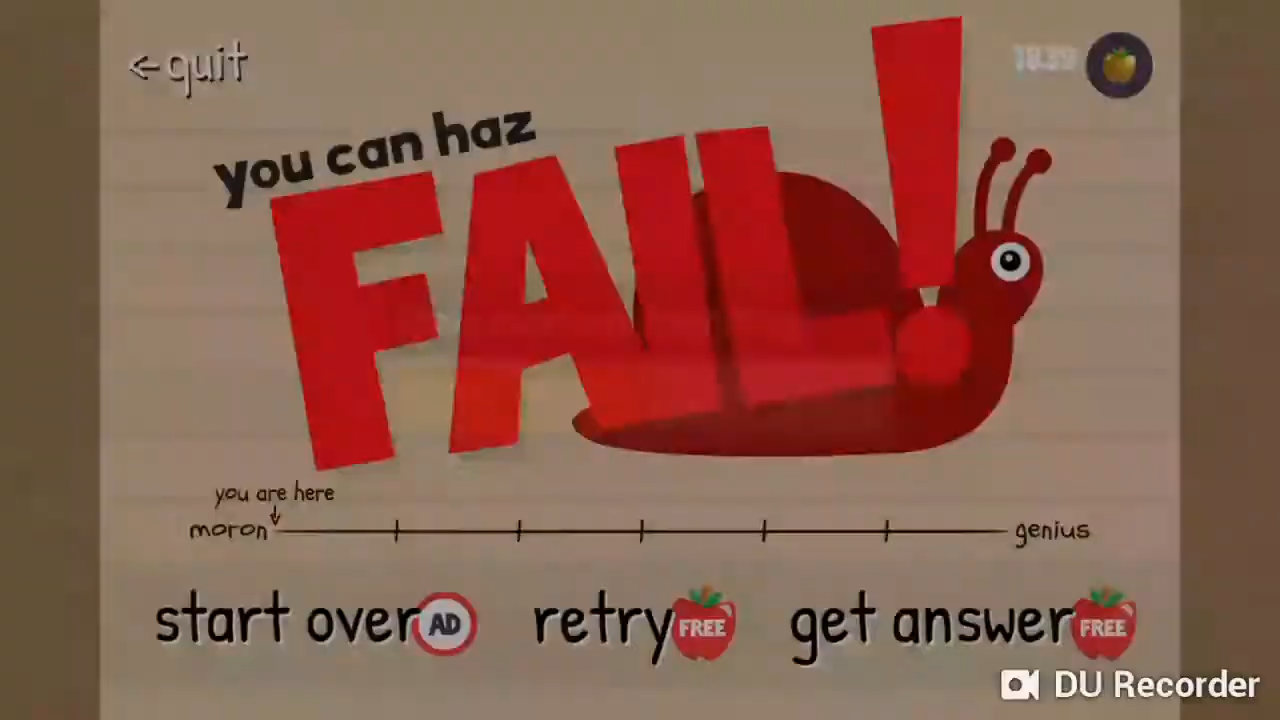 ←quit
you can haz
FAIL!
you are here
moron
genius
start over AD
retry FREE
get answer FREE
DU Recorder